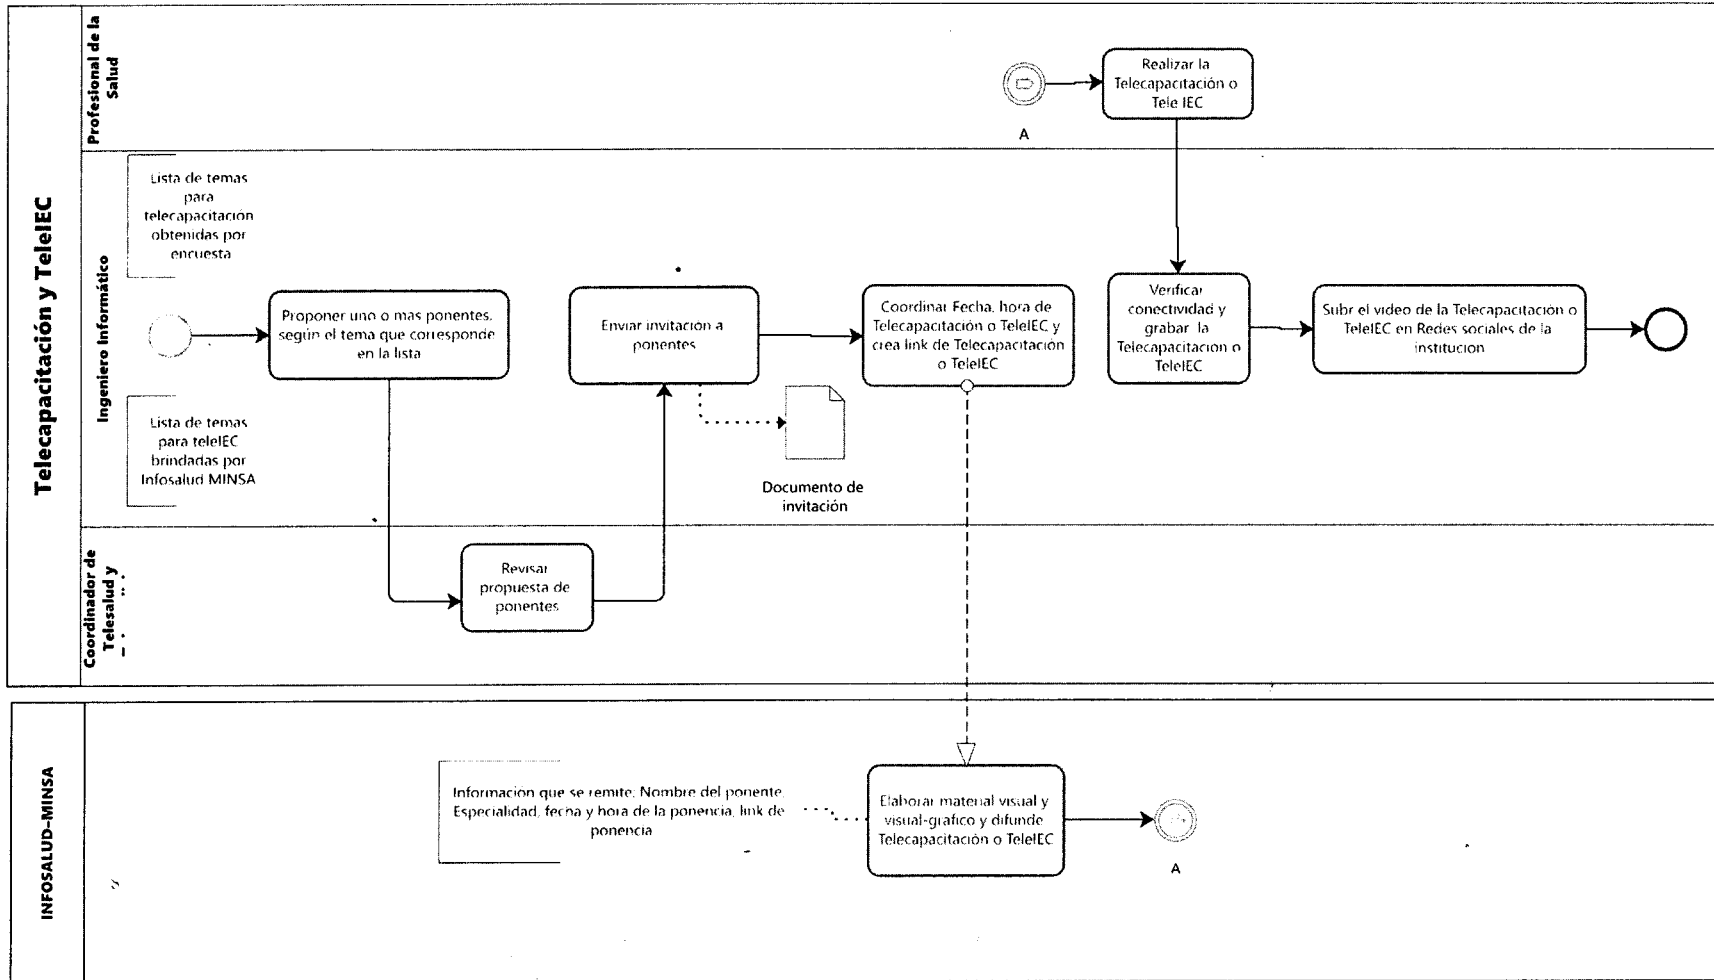 Telecapacitación y TeleIEC
Profesional de la
Salud
A
Realizar la
Telecapacitación o
Tele IEC
Ingeniero Informático
Lista de temas
para
telecapacitación
obtenidas por
encuesta
Lista de temas
para teleIEC
brindadas por
Infosalud MINSA
Proponer uno o mas ponentes,
según el tema que corresponde
en la lista
Enviar invitación a
ponentes
Documento de
invitación
Coordinar Fecha, hora de
Telecapacitación o TeleIEC y
crea link de Telecapacitación
o TeleIEC
Verificar
conectividad y
grabar la
Telecapacitacion o
TeleIEC
Subr el video de la Telecapacitación o
TeleIEC en Redes sociales de la
institucion
Coordinador de
Telesalud y
Revisar
propuesta de
ponentes
INFOSALUD-MINSA
Información que se remite: Nombre del ponente,
Especialidad, fecha y hora de la ponencia, link de
ponencia
Elaborar material visual y
visual-grafico y difunde
Telecapacitación o TeleIEC
A